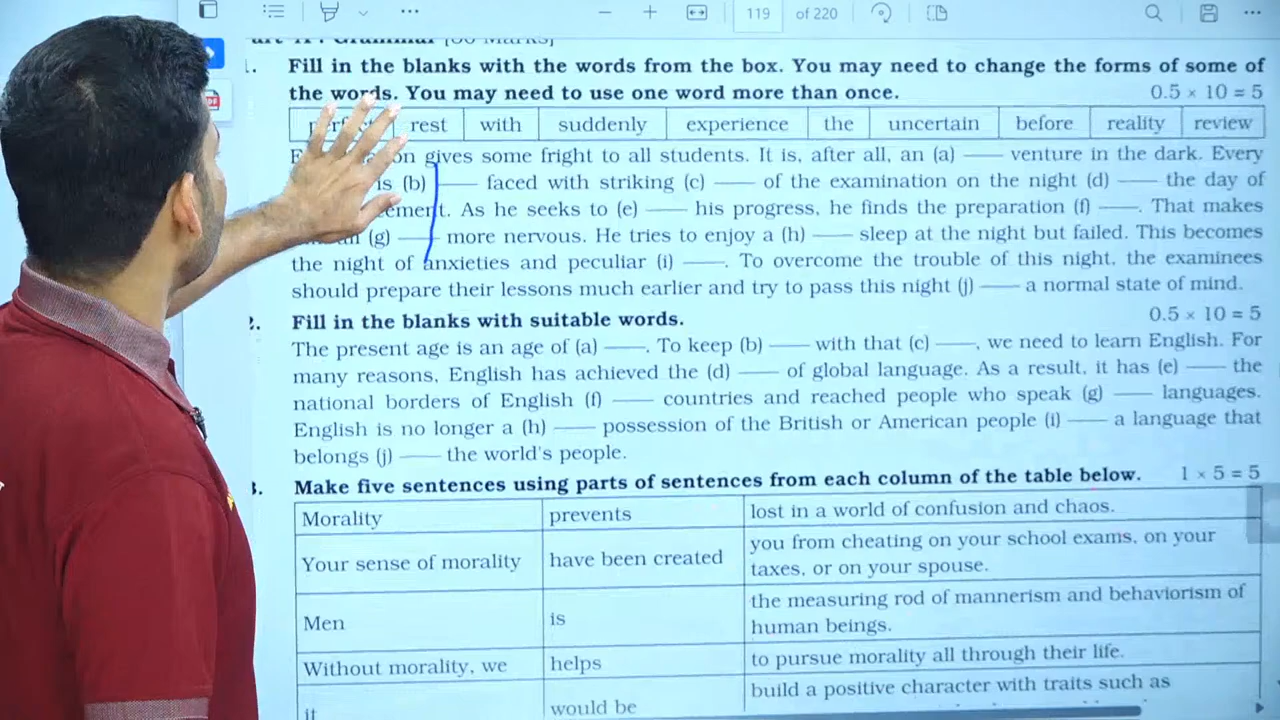 119 of 220
Grammar [60 Marks]
1. Fill in the blanks with the words from the box. You may need to change the forms of some of
the words. You may need to use one word more than once. 0.5 × 10 = 5
rest with suddenly experience the uncertain before reality review
gives some fright to all students. It is, after all, an (a) —— venture in the dark. Every
is (b) —— faced with striking (c) —— of the examination on the night (d) —— the day of
As he seeks to (e) —— his progress, he finds the preparation (f) ——. That makes
(g) —— more nervous. He tries to enjoy a (h) —— sleep at the night but failed. This becomes
the night of anxieties and peculiar (i) ——. To overcome the trouble of this night, the examinees
should prepare their lessons much earlier and try to pass this night (j) —— a normal state of mind.
2. Fill in the blanks with suitable words. 0.5 × 10 = 5
The present age is an age of (a) ——. To keep (b) —— with that (c) ——, we need to learn English. For
many reasons, English has achieved the (d) —— of global language. As a result, it has (e) —— the
national borders of English (f) —— countries and reached people who speak (g) —— languages.
English is no longer a (h) —— possession of the British or American people (i) —— a language that
belongs (j) —— the world's people.
3. Make five sentences using parts of sentences from each column of the table below. 1 × 5 = 5
Morality prevents lost in a world of confusion and chaos.
Your sense of morality have been created you from cheating on your school exams, on your
taxes, or on your spouse.
Men is the measuring rod of mannerism and behaviorism of
human beings.
Without morality, we helps to pursue morality all through their life.
it would be build a positive character with traits such as